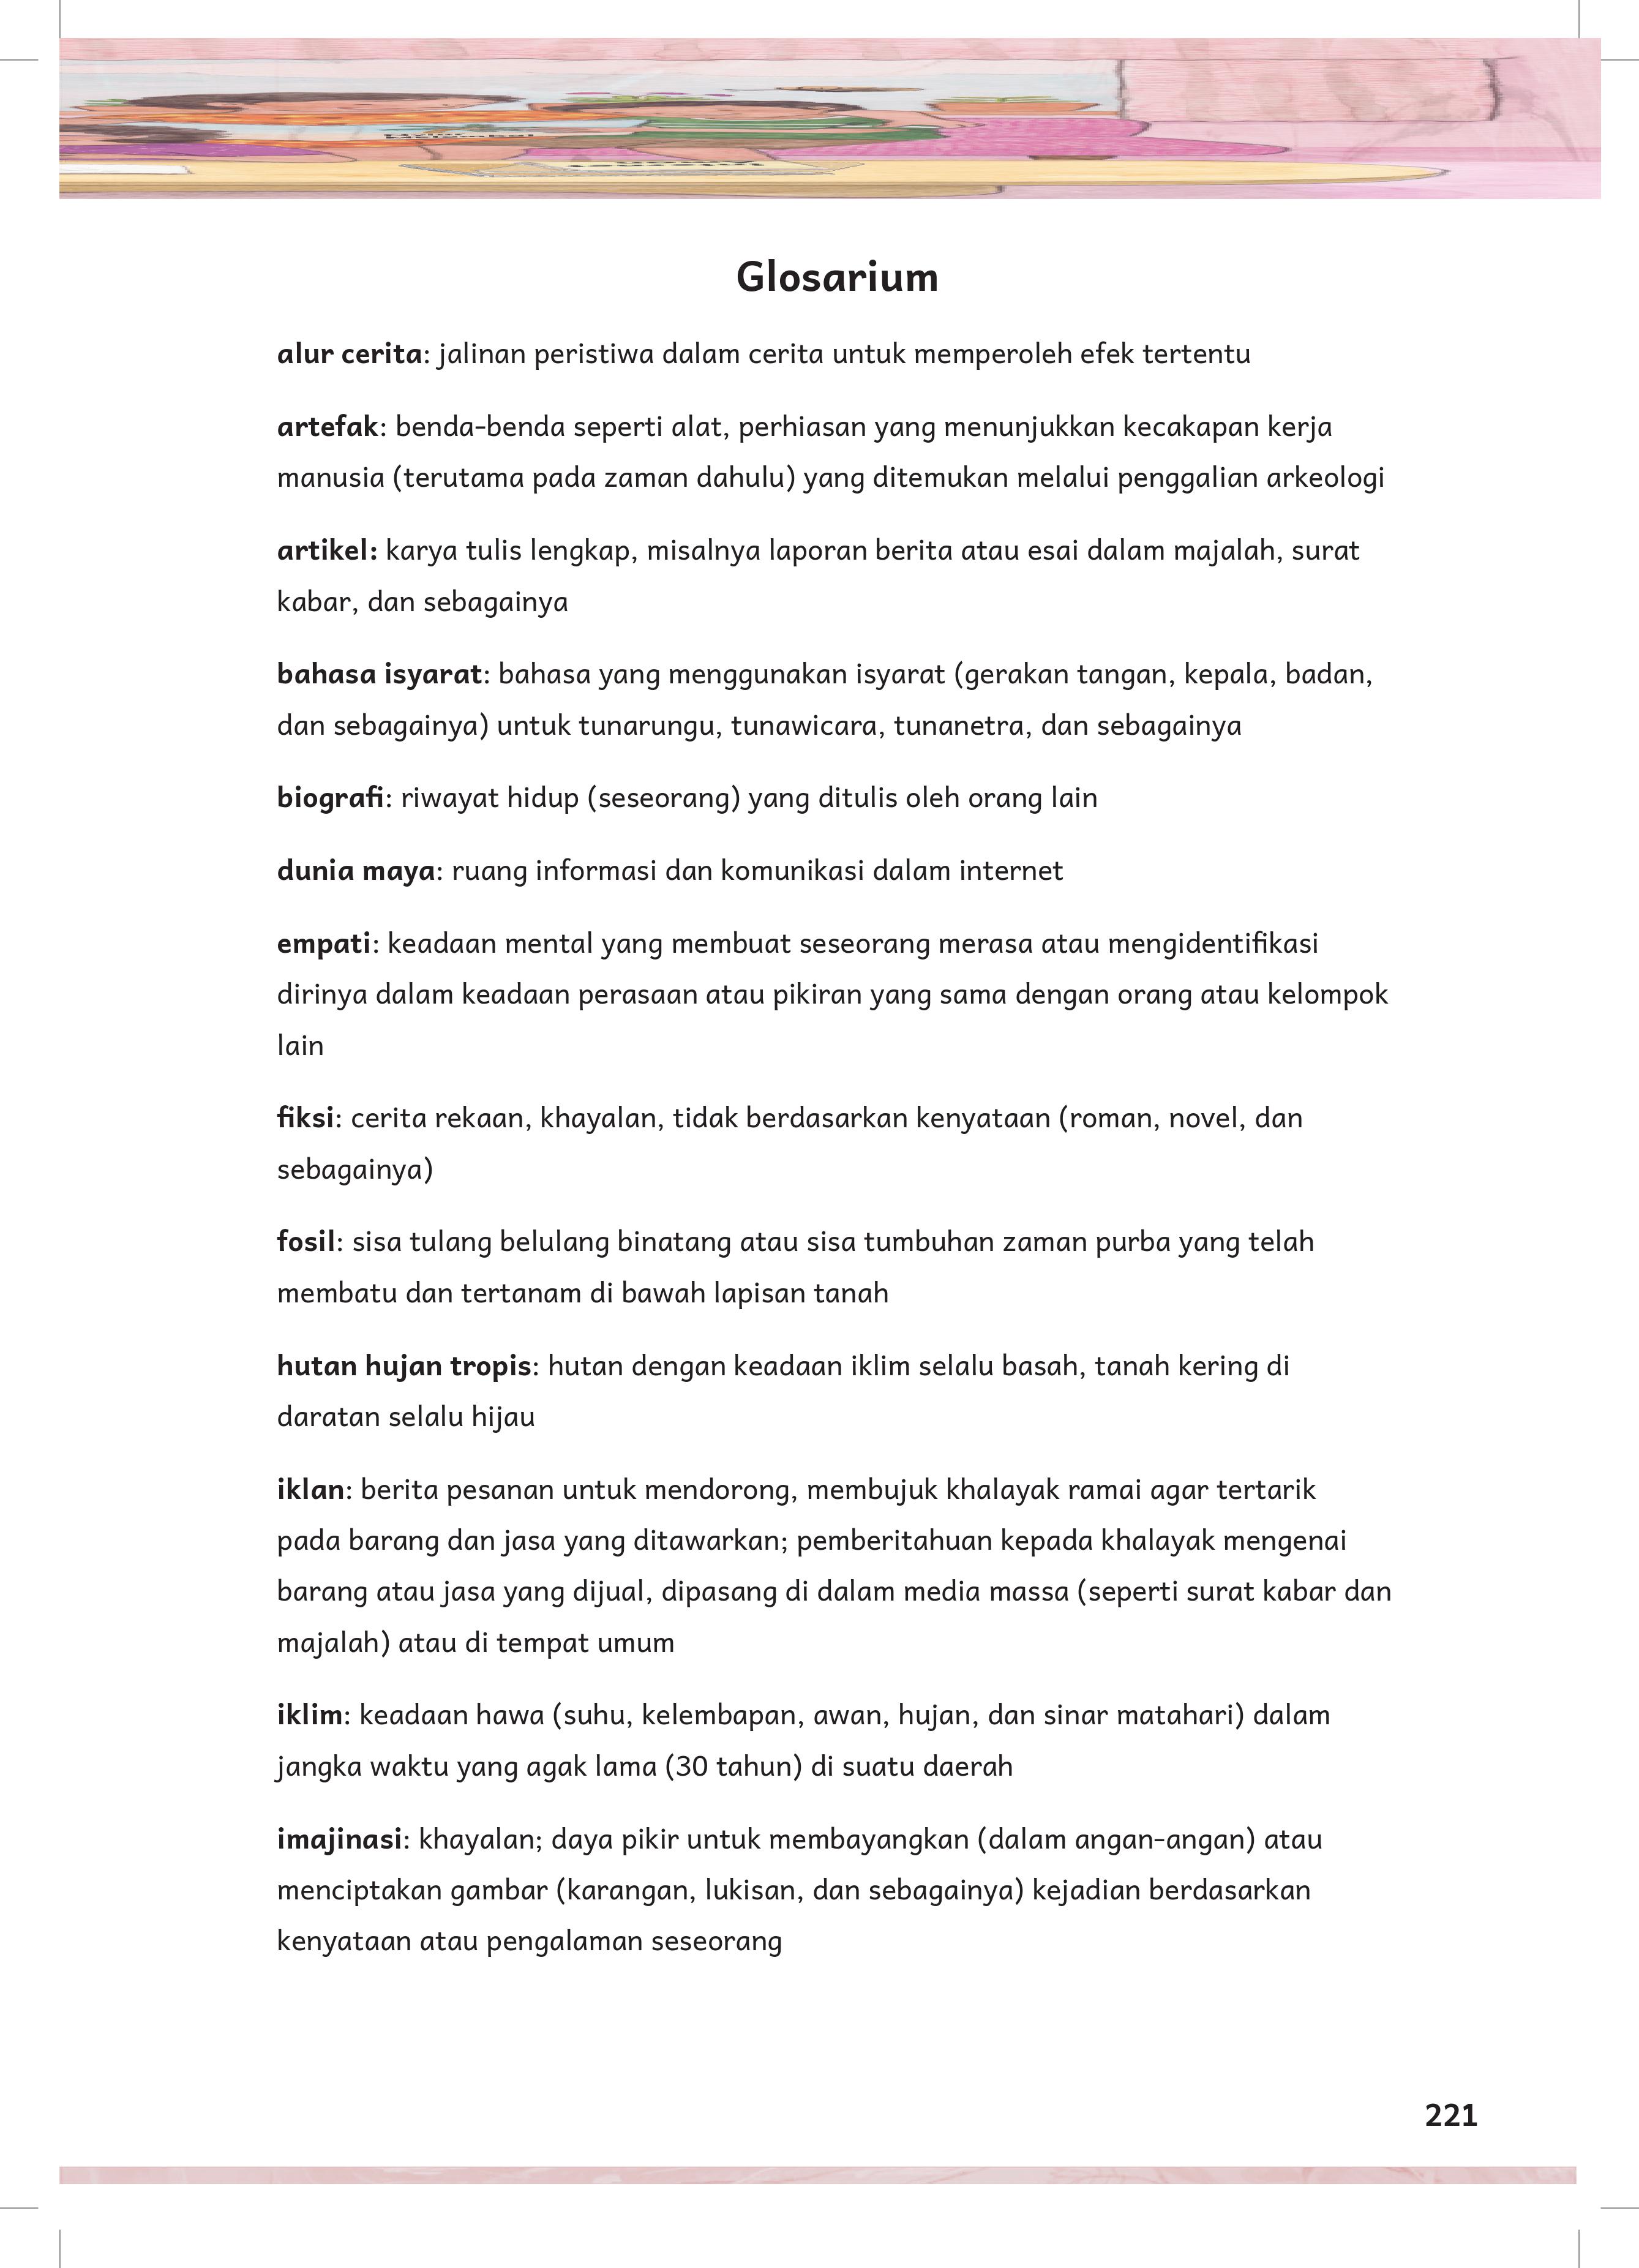 Glosarium
alur cerita: jalinan peristiwa dalam cerita untuk memperoleh efek tertentu
artefak: benda-benda seperti alat, perhiasan yang menunjukkan kecakapan kerja
manusia (terutama pada zaman dahulu) yang ditemukan melalui penggalian arkeologi
artikel: karya tulis lengkap, misalnya laporan berita atau esai dalam majalah, surat
kabar, dan sebagainya
bahasa isyarat: bahasa yang menggunakan isyarat (gerakan tangan, kepala, badan,
dan sebagainya) untuk tunarungu, tunawicara, tunanetra, dan sebagainya
biografi: riwayat hidup (seseorang) yang ditulis oleh orang lain
dunia maya: ruang informasi dan komunikasi dalam internet
empati: keadaan mental yang membuat seseorang merasa atau mengidentifikasi
dirinya dalam keadaan perasaan atau pikiran yang sama dengan orang atau kelompok
lain
fiksi: cerita rekaan, khayalan, tidak berdasarkan kenyataan (roman, novel, dan
sebagainya)
fosil: sisa tulang belulang binatang atau sisa tumbuhan zaman purba yang telah
membatu dan tertanam di bawah lapisan tanah
hutan hujan tropis: hutan dengan keadaan iklim selalu basah, tanah kering di
daratan selalu hijau
iklan: berita pesanan untuk mendorong, membujuk khalayak ramai agar tertarik
pada barang dan jasa yang ditawarkan; pemberitahuan kepada khalayak mengenai
barang atau jasa yang dijual, dipasang di dalam media massa (seperti surat kabar dan
majalah) atau di tempat umum
iklim: keadaan hawa (suhu, kelembapan, awan, hujan, dan sinar matahari) dalam
jangka waktu yang agak lama (30 tahun) di suatu daerah
imajinasi: khayalan; daya pikir untuk membayangkan (dalam angan-angan) atau
menciptakan gambar (karangan, lukisan, dan sebagainya) kejadian berdasarkan
kenyataan atau pengalaman seseorang
221